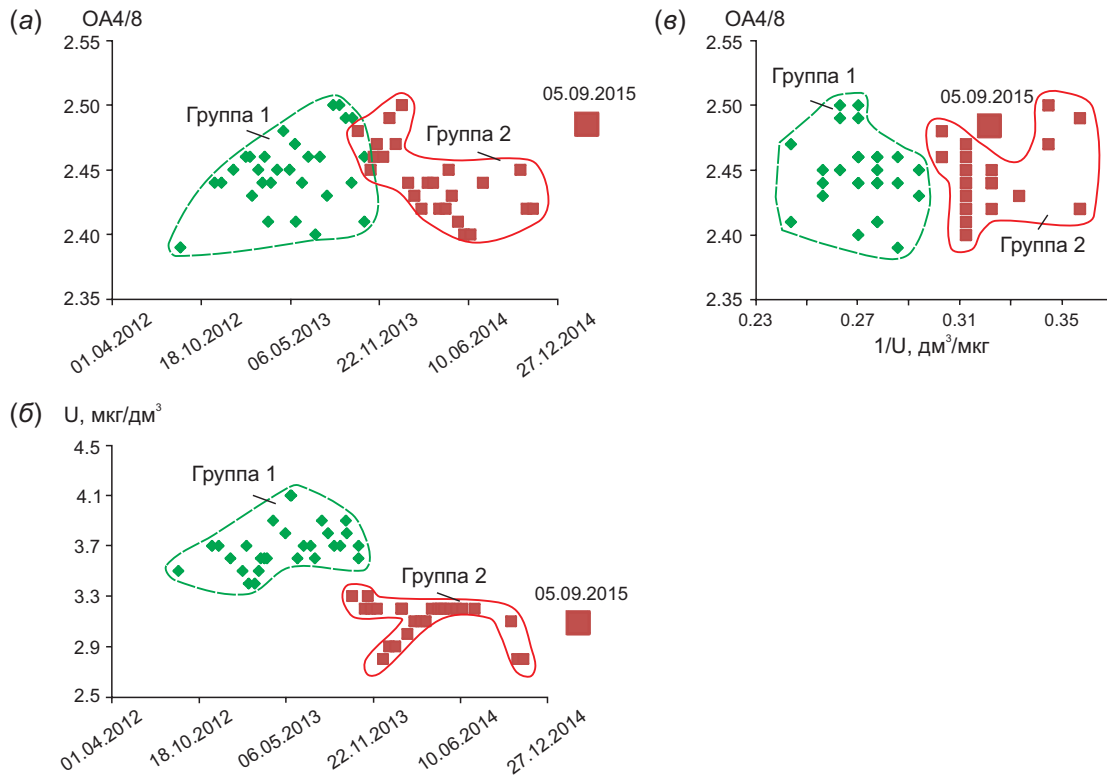 (а) ОА4/8
2.55
2.50
2.45
2.40
2.35
Группа 1
Группа 2
05.09.2015
01.04.2012
18.10.2012
06.05.2013
22.11.2013
10.06.2014
27.12.2014
(в) ОА4/8
2.55
2.50
2.45
2.40
2.35
Группа 1
05.09.2015
Группа 2
0.23 0.27 0.31 0.35
1/U, дм³/мкг
(б) U, мкг/дм³
4.5
4.1
3.7
3.3
2.9
2.5
Группа 1
Группа 2
05.09.2015
01.04.2012
18.10.2012
06.05.2013
22.11.2013
10.06.2014
27.12.2014